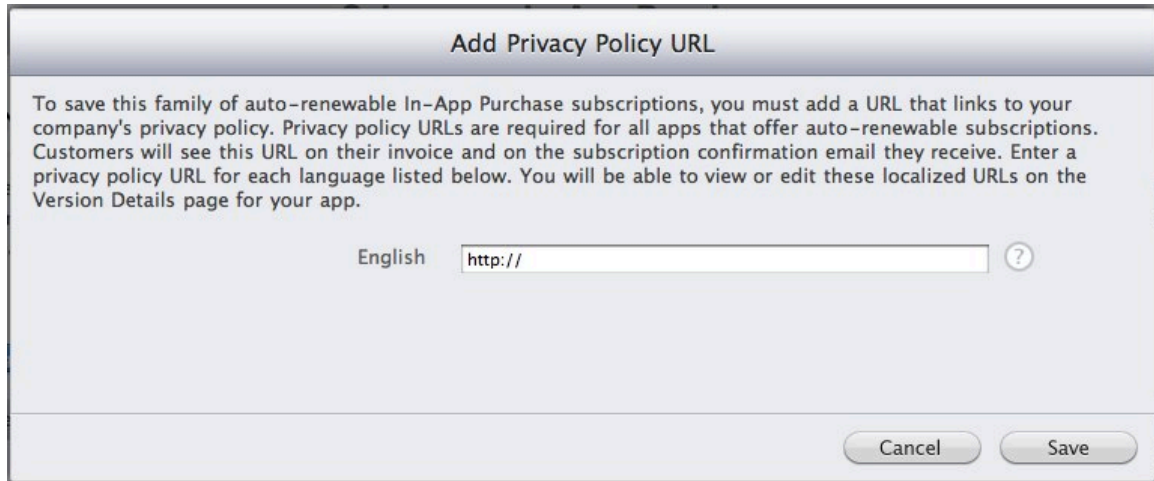 Add Privacy Policy URL
To save this family of auto-renewable In-App Purchase subscriptions, you must add a URL that links to your
company's privacy policy. Privacy policy URLs are required for all apps that offer auto-renewable subscriptions.
Customers will see this URL on their invoice and on the subscription confirmation email they receive. Enter a
privacy policy URL for each language listed below. You will be able to view or edit these localized URLs on the
Version Details page for your app.
English http:// ?
Cancel Save